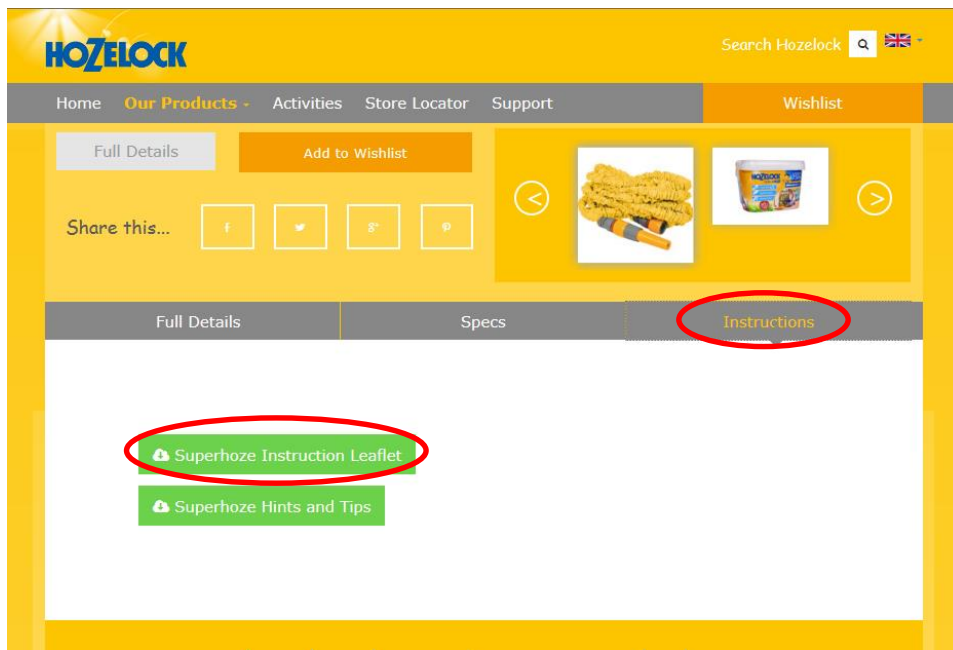 HOZELOCK
Search Hozelock
Home Our Products Activities Store Locator Support Wishlist
Full Details Add to Wishlist
Share this...
HOZELOCK
Full Details Specs Instructions
Superhoze Instruction Leaflet
Superhoze Hints and Tips